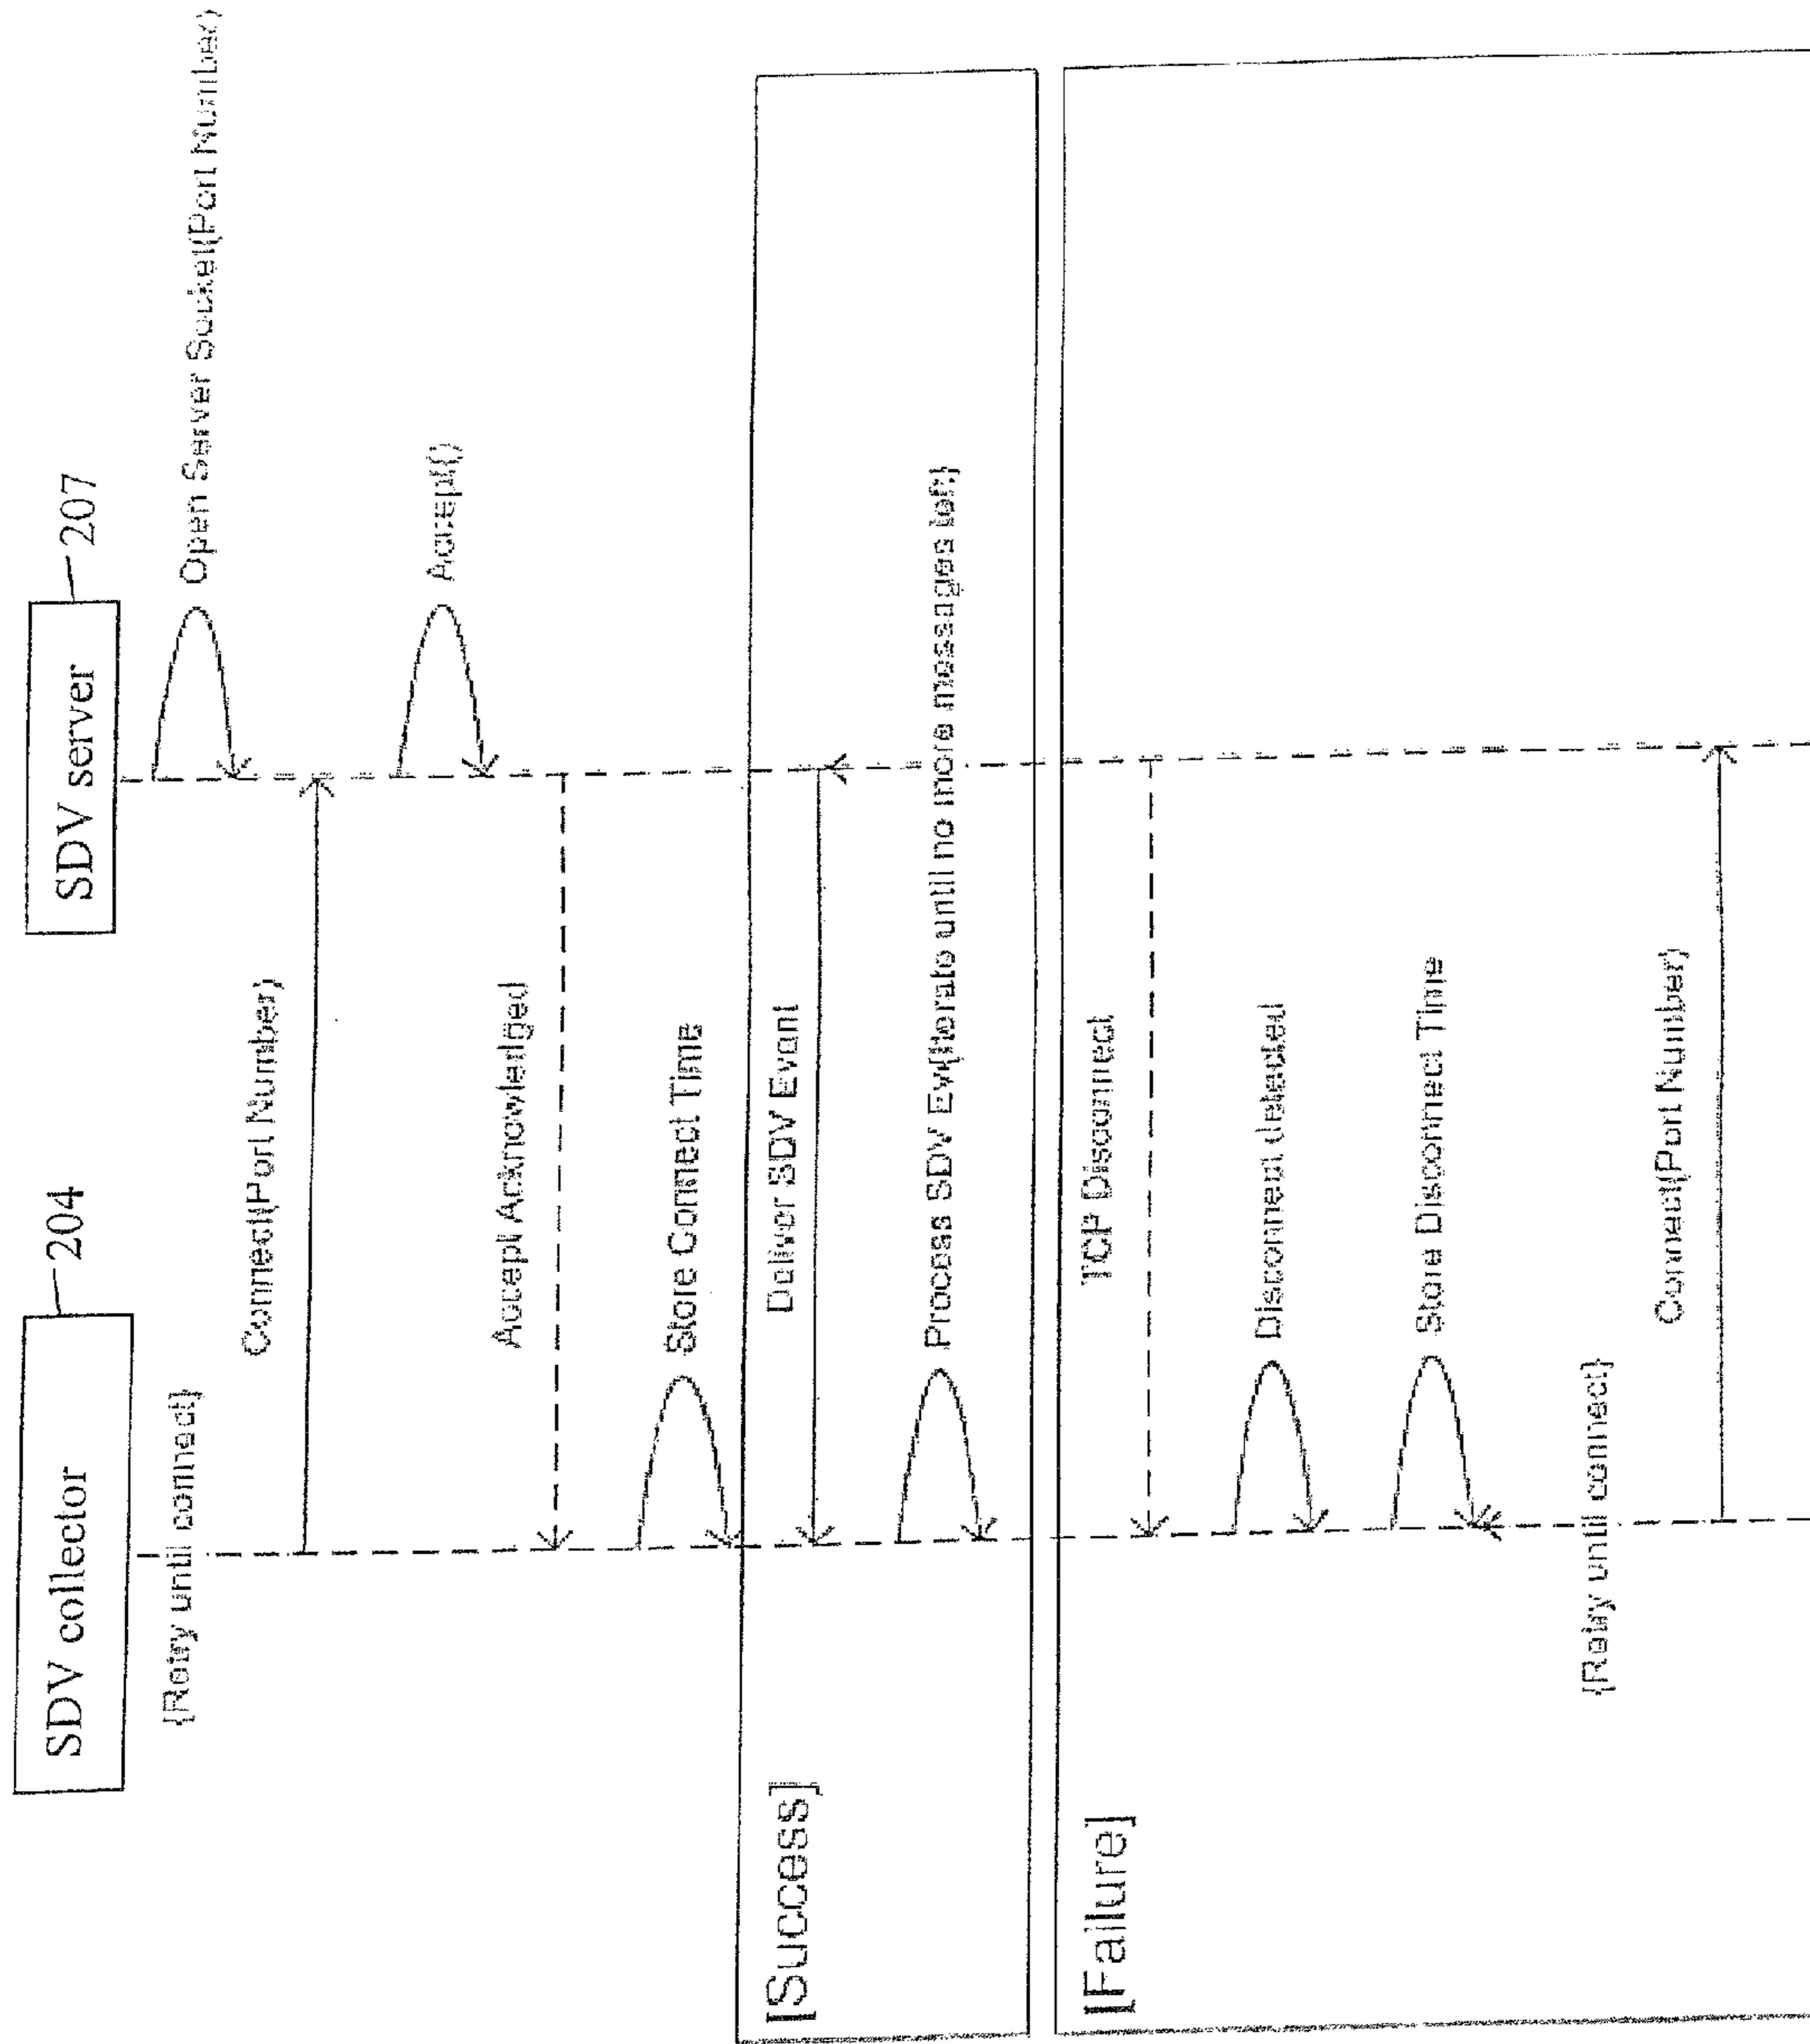 SDV collector
204
SDV server
207
{Retry until connect}
Open Server Socket(Port Number)
Connect(Port Number)
Accept()
Accept Acknowledged
Store Connect Time
[Success]
Deliver SDV Event
Process SDV Ev{Iterate until no more messages left}
[Failure]
TCP Disconnect
Disconnect detected
Store Disconnect Time
{Retry until connect}
Connect(Port Number)